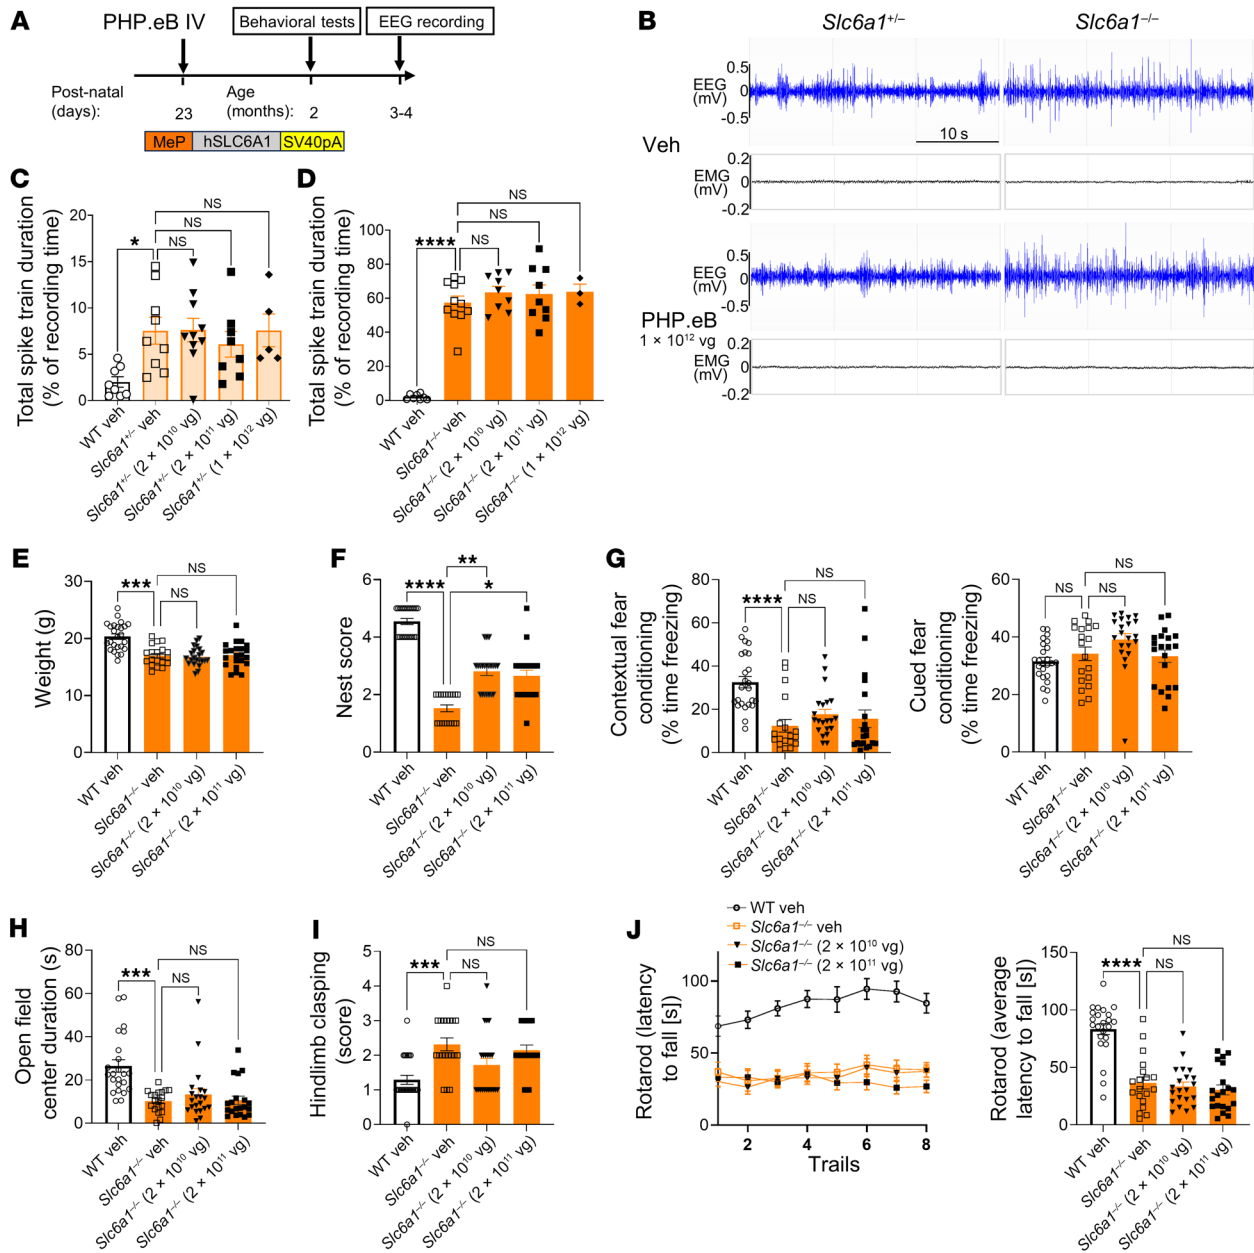 A
PHP.eB IV
Behavioral tests
EEG recording
Post-natal
(days):
23
Age
(months):
2
3-4
MeP
hSLC6A1
SV40pA
B
Slc6a1+/–
Slc6a1–/–
Veh
EEG
(mV)
0.5
0
-0.5
10 s
EMG
(mV)
0.2
0
-0.2
PHP.eB
1 × 10¹² vg
EEG
(mV)
0.5
0
-0.5
EMG
(mV)
0.2
0
-0.2
C
Total spike train duration
(% of recording time)
20
15
10
5
0
*
NS
NS
NS
WT veh
Slc6a1+/– veh
Slc6a1+/– (2 × 10¹⁰ vg)
Slc6a1+/– (2 × 10¹¹ vg)
Slc6a1+/– (1 × 10¹² vg)
D
Total spike train duration
(% of recording time)
100
80
60
40
20
0
****
NS
NS
NS
WT veh
Slc6a1–/– veh
Slc6a1–/– (2 × 10¹⁰ vg)
Slc6a1–/– (2 × 10¹¹ vg)
Slc6a1–/– (1 × 10¹² vg)
E
Weight (g)
30
20
10
0
***
NS
NS
WT veh
Slc6a1–/– veh
Slc6a1–/– (2 × 10¹⁰ vg)
Slc6a1–/– (2 × 10¹¹ vg)
F
Nest score
6
4
2
0
****
**
*
WT veh
Slc6a1–/– veh
Slc6a1–/– (2 × 10¹⁰ vg)
Slc6a1–/– (2 × 10¹¹ vg)
G
Contextual fear
conditioning
(% time freezing)
80
60
40
20
0
****
NS
NS
WT veh
Slc6a1–/– veh
Slc6a1–/– (2 × 10¹⁰ vg)
Slc6a1–/– (2 × 10¹¹ vg)
Cued fear
conditioning
(% time freezing)
60
40
20
0
NS
NS
NS
WT veh
Slc6a1–/– veh
Slc6a1–/– (2 × 10¹⁰ vg)
Slc6a1–/– (2 × 10¹¹ vg)
H
Open field
center duration (s)
80
60
40
20
0
***
NS
NS
WT veh
Slc6a1–/– veh
Slc6a1–/– (2 × 10¹⁰ vg)
Slc6a1–/– (2 × 10¹¹ vg)
I
Hindlimb clasping
(score)
5
4
3
2
1
0
***
NS
NS
WT veh
Slc6a1–/– veh
Slc6a1–/– (2 × 10¹⁰ vg)
Slc6a1–/– (2 × 10¹¹ vg)
J
WT veh
Slc6a1–/– veh
Slc6a1–/– (2 × 10¹⁰ vg)
Slc6a1–/– (2 × 10¹¹ vg)
Rotarod (latency
to fall [s])
100
50
0
2
4
6
8
Trails
Rotarod (average
latency to fall [s])
150
100
50
0
****
NS
NS
WT veh
Slc6a1–/– veh
Slc6a1–/– (2 × 10¹⁰ vg)
Slc6a1–/– (2 × 10¹¹ vg)